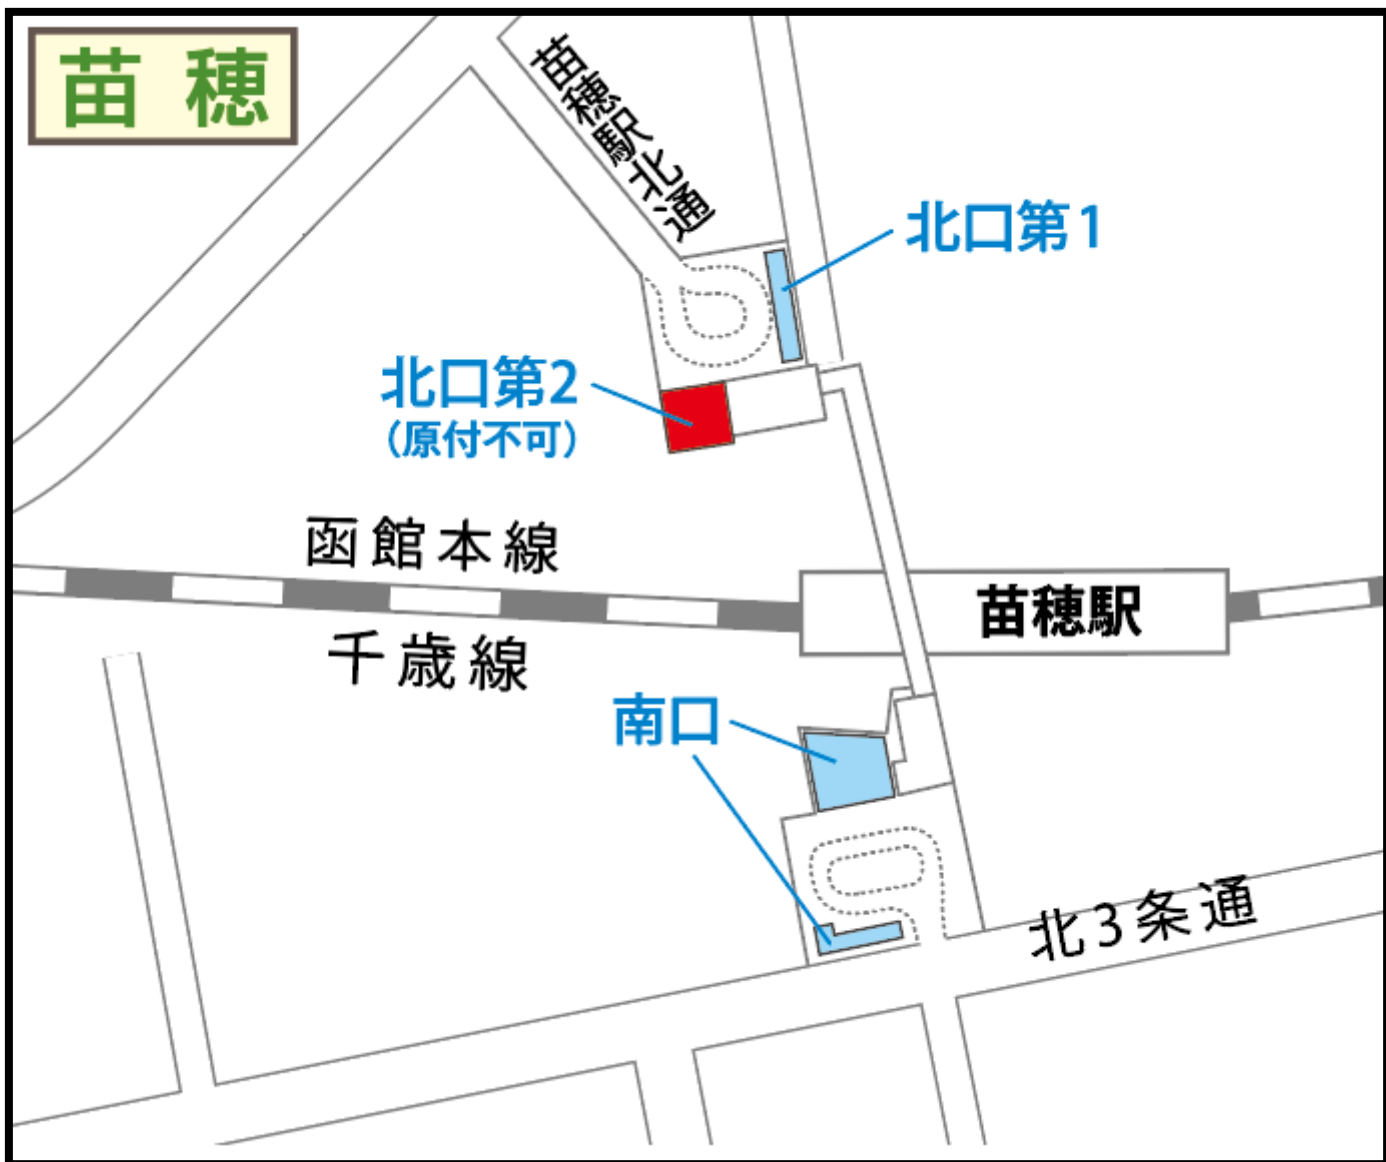 苗穂
苗穂駅北通
北口第1
北口第2
（原付不可）
函館本線
千歳線
苗穂駅
南口
北3条通